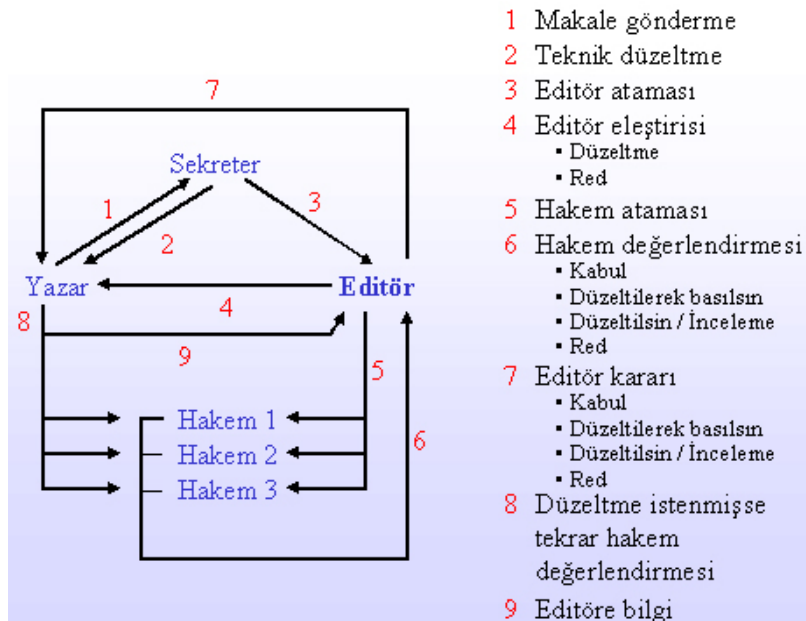 7
Sekreter
1
2
3
Yazar
Editör
4
8
9
5
Hakem 1
Hakem 2
Hakem 3
6
1 Makale gönderme
2 Teknik düzeltme
3 Editör ataması
4 Editör eleştirisi
▪ Düzeltme
▪ Red
5 Hakem ataması
6 Hakem değerlendirmesi
▪ Kabul
▪ Düzeltilerek basılsın
▪ Düzeltilsin / İnceleme
▪ Red
7 Editör kararı
▪ Kabul
▪ Düzeltilerek basılsın
▪ Düzeltilsin / İnceleme
▪ Red
8 Düzeltme istenmişse
tekrar hakem
değerlendirmesi
9 Editöre bilgi